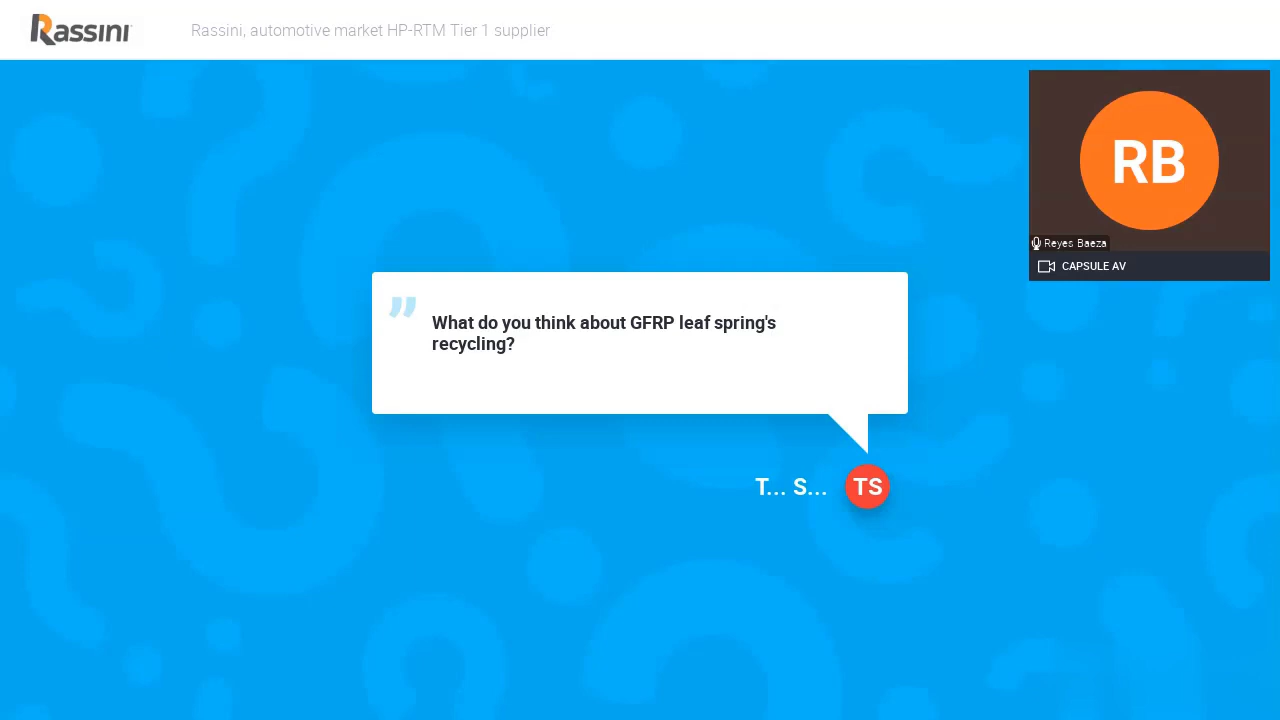 Rassini
Rassini, automotive market HP-RTM Tier 1 supplier
RB
Reyes Baeza
CAPSULE AV
" What do you think about GFRP leaf spring's
recycling?
T... S... TS